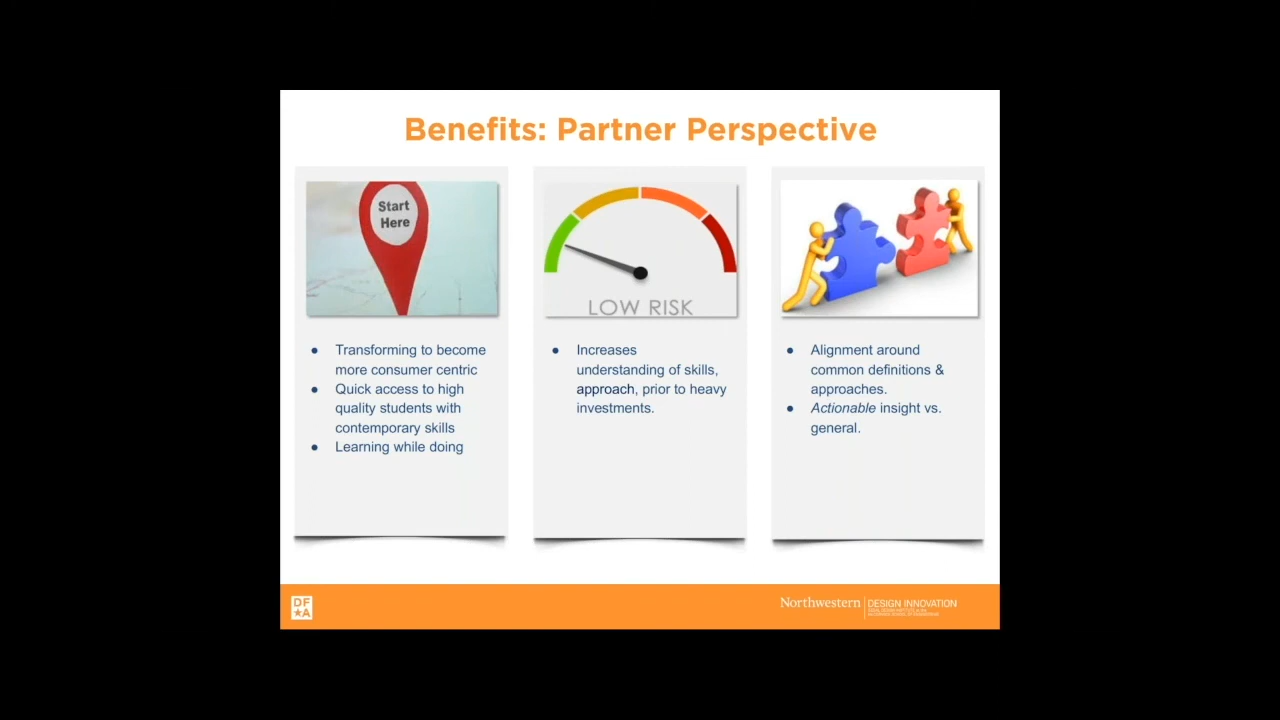 Benefits: Partner Perspective
Start
Here
● Transforming to become
more consumer centric
● Quick access to high
quality students with
contemporary skills
● Learning while doing
LOW RISK
● Increases
understanding of skills,
approach, prior to heavy
investments.
● Alignment around
common definitions &
approaches.
● Actionable insight vs.
general.
DF
★A
Northwestern
DESIGN INNOVATION